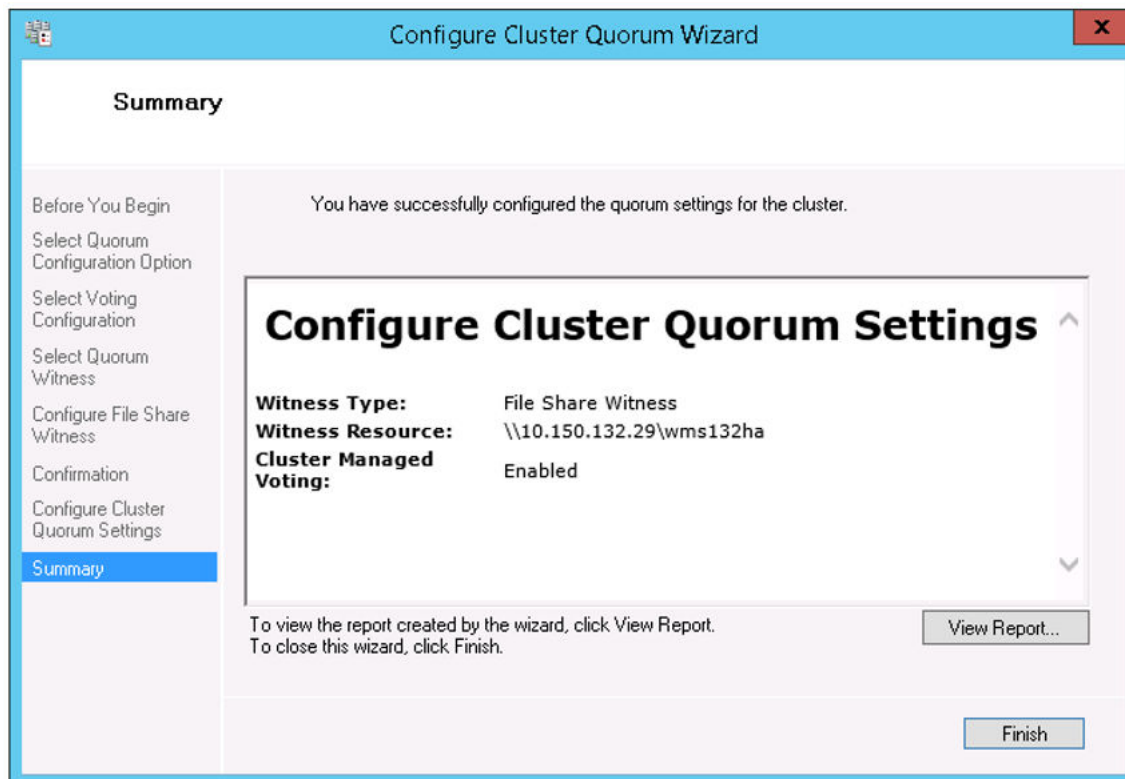 Configure Cluster Quorum Wizard
x
Summary
Before You Begin
Select Quorum
Configuration Option
Select Voting
Configuration
Select Quorum
Witness
Configure File Share
Witness
Confirmation
Configure Cluster
Quorum Settings
Summary
You have successfully configured the quorum settings for the cluster.
Configure Cluster Quorum Settings
Witness Type: File Share Witness
Witness Resource: \\10.150.132.29\wms132ha
Cluster Managed
Voting: Enabled
To view the report created by the wizard, click View Report.
To close this wizard, click Finish.
View Report...
Finish